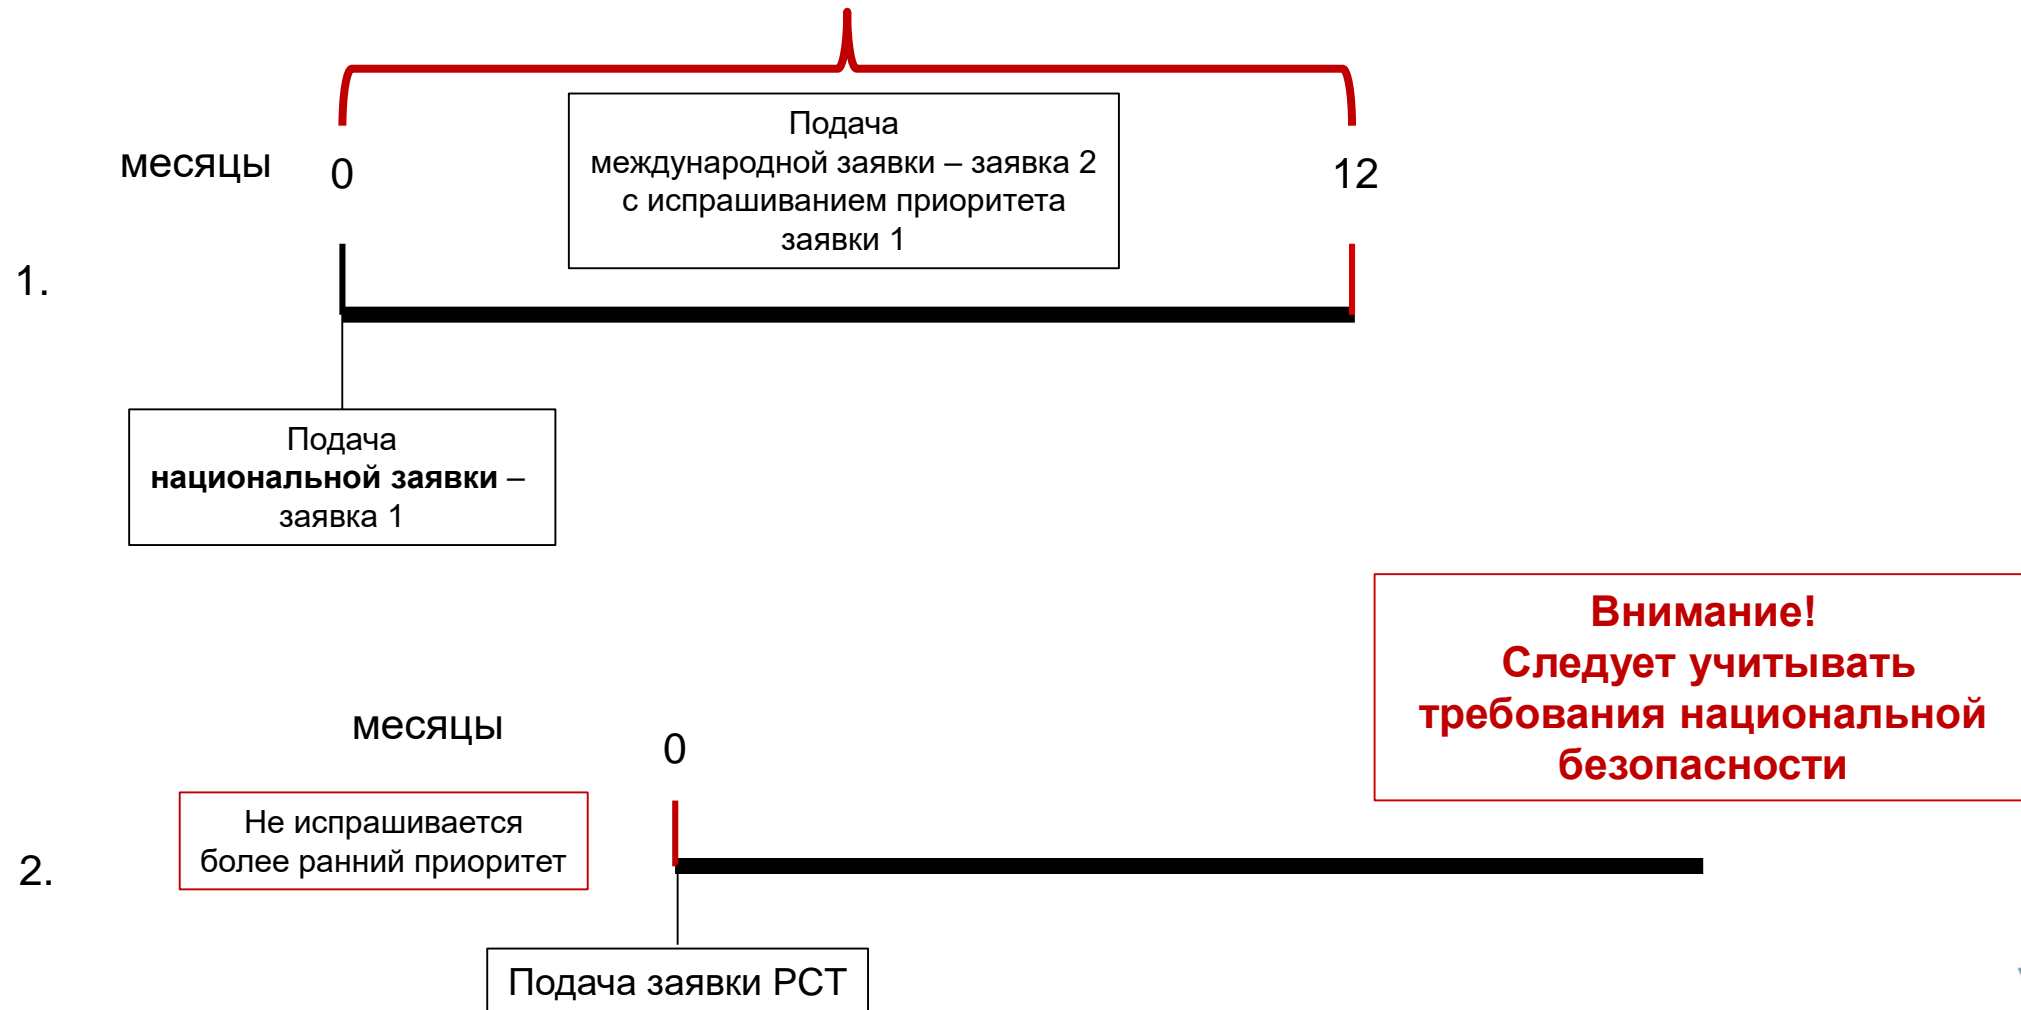 Подача
международной заявки – заявка 2
с испрашиванием приоритета
заявки 1
месяцы 0 12
1.
Подача
национальной заявки –
заявка 1
Внимание!
Следует учитывать
требования национальной
безопасности
месяцы 0
Не испрашивается
более ранний приоритет
2.
Подача заявки PCT